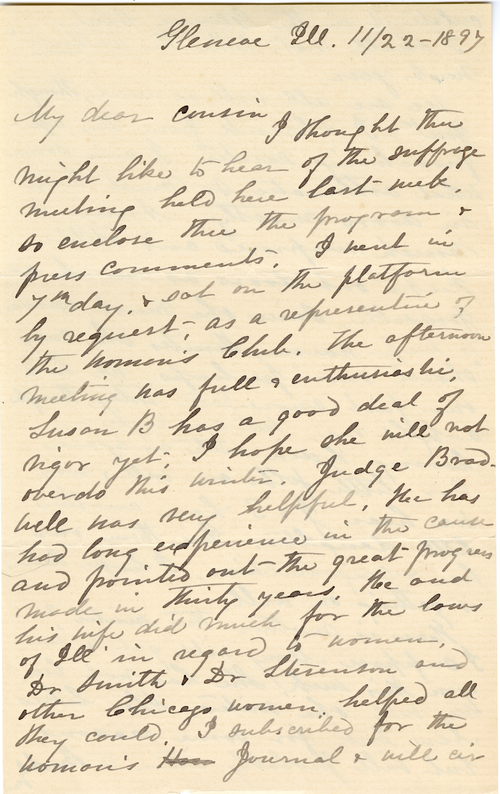 Glencoe Ill. 11/22-1897
My dear cousin
I thought thee
might like to hear of the suffrage
meeting held here last week,
so enclose thee the program &
press comments. I went in
7th day, & sat on the platform
by request, as a representive of
the Woman's Club. The afternoon
meeting was full & enthusiastic,
Susan B has a good deal of
vigor yet, I hope she will not
overdo this winter. Judge Brad-
well was very helpful, He has
had long experience in the cause
and pointed out the great progress
made in thirty years. He and
his wife did much for the laws
of Ill in regard to women,
Dr Smith & Dr Stevenson and
other Chicago women helped all
they could. I subscribed for the
Woman's Journal & will cir